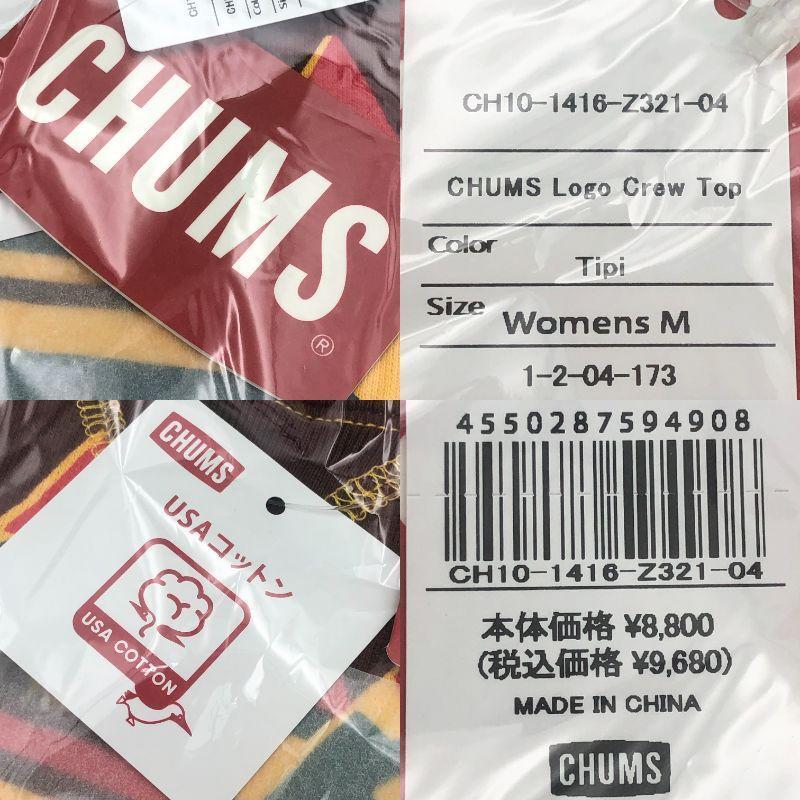 CHUMS
®
CH10-1416-Z321-04
CHUMS Logo Crew Top
Color
Tipi
Size
Womens M
1-2-04-173
CHUMS
USAコットン
USA COTTON
4550287594908
CH10-1416-Z321-04
本体価格 ¥8,800
(税込価格 ¥9,680)
MADE IN CHINA
CHUMS